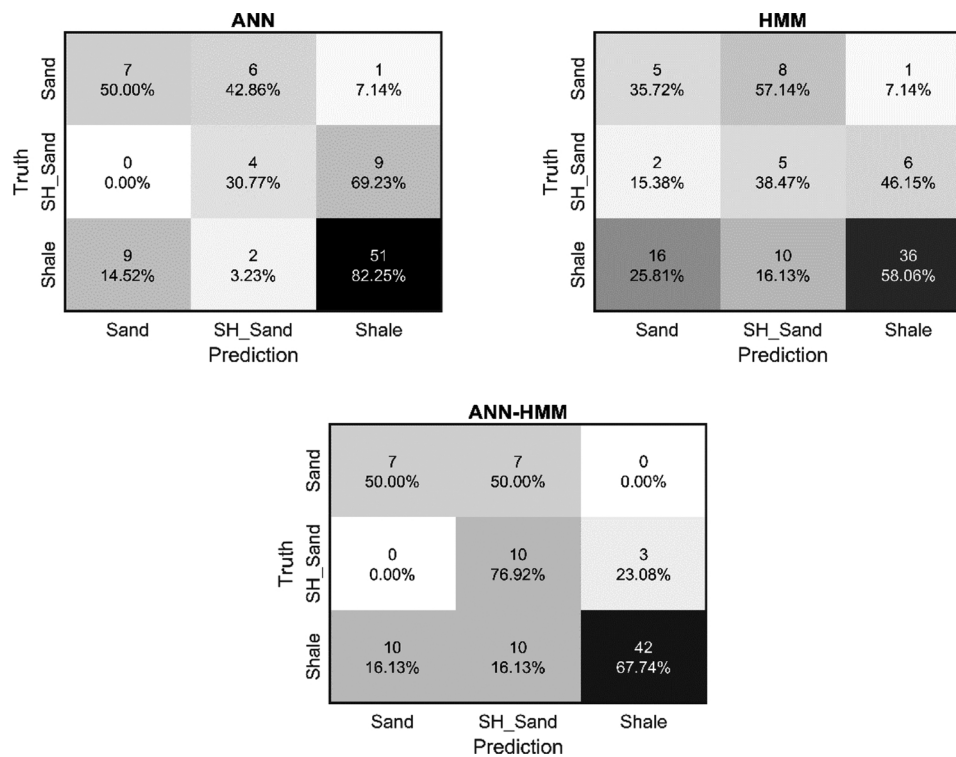 ANN
Sand
7
50.00%
6
42.86%
1
7.14%
Truth
SH_Sand
0
0.00%
4
30.77%
9
69.23%
Shale
9
14.52%
2
3.23%
51
82.25%
Sand SH_Sand Shale
Prediction
HMM
Sand
5
35.72%
8
57.14%
1
7.14%
Truth
SH_Sand
2
15.38%
5
38.47%
6
46.15%
Shale
16
25.81%
10
16.13%
36
58.06%
Sand SH_Sand Shale
Prediction
ANN-HMM
Sand
7
50.00%
7
50.00%
0
0.00%
Truth
SH_Sand
0
0.00%
10
76.92%
3
23.08%
Shale
10
16.13%
10
16.13%
42
67.74%
Sand SH_Sand Shale
Prediction